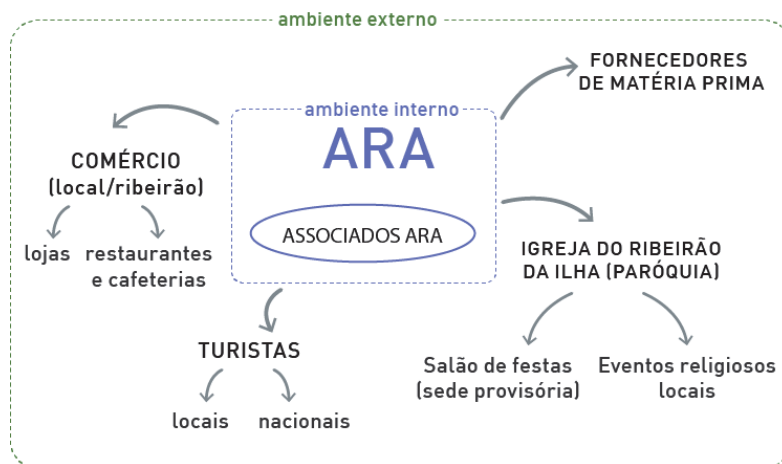 ambiente externo
FORNECEDORES
DE MATÉRIA PRIMA
ambiente interno
ARA
ASSOCIADOS ARA
COMÉRCIO
(local/ribeirão)
lojas
restaurantes
e cafeterias
IGREJA DO RIBEIRÃO
DA ILHA (PARÓQUIA)
Salão de festas
(sede provisória)
Eventos religiosos
locais
TURISTAS
locais
nacionais